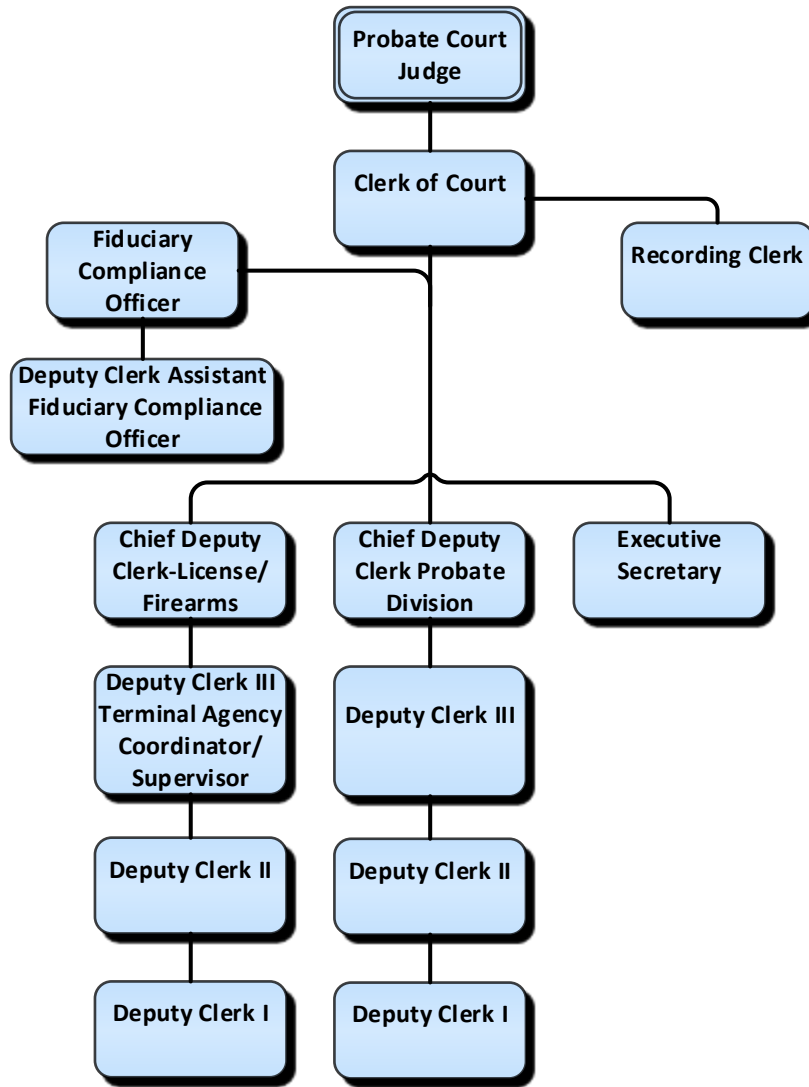 Probate Court
Judge
Clerk of Court
Fiduciary
Compliance
Officer
Recording Clerk
Deputy Clerk Assistant
Fiduciary Compliance
Officer
Chief Deputy
Clerk-License/
Firearms
Chief Deputy
Clerk Probate
Division
Executive
Secretary
Deputy Clerk III
Terminal Agency
Coordinator/
Supervisor
Deputy Clerk III
Deputy Clerk II
Deputy Clerk II
Deputy Clerk I
Deputy Clerk I